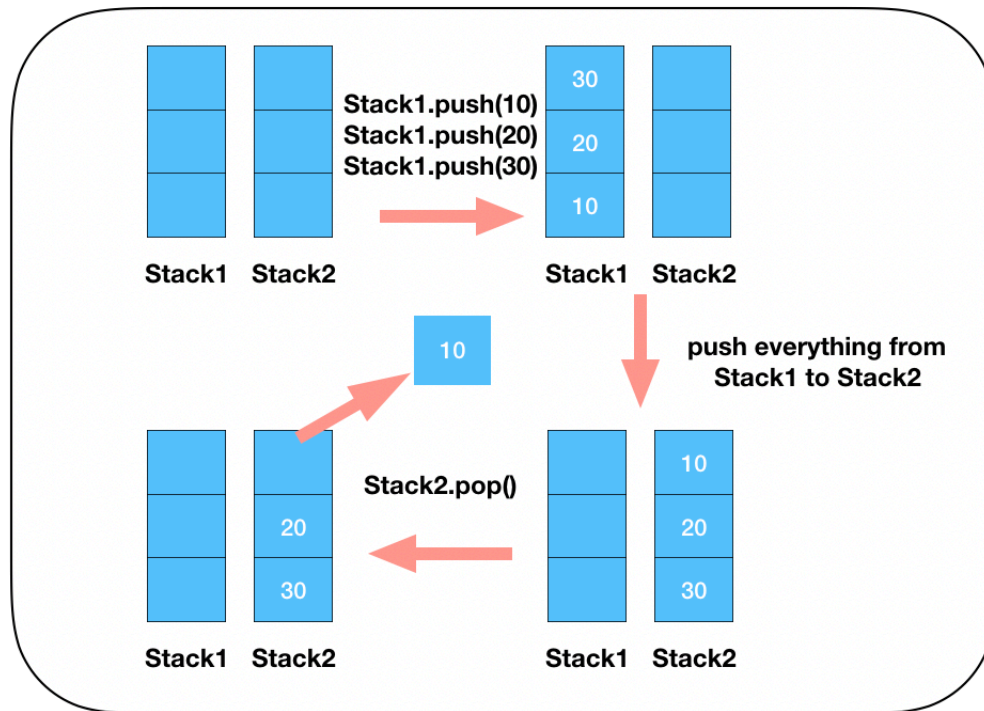 Stack1.push(10)
Stack1.push(20)
Stack1.push(30)
30
20
10
Stack1 Stack2
Stack1 Stack2
10
push everything from
Stack1 to Stack2
Stack2.pop()
20
30
10
20
30
Stack1 Stack2
Stack1 Stack2